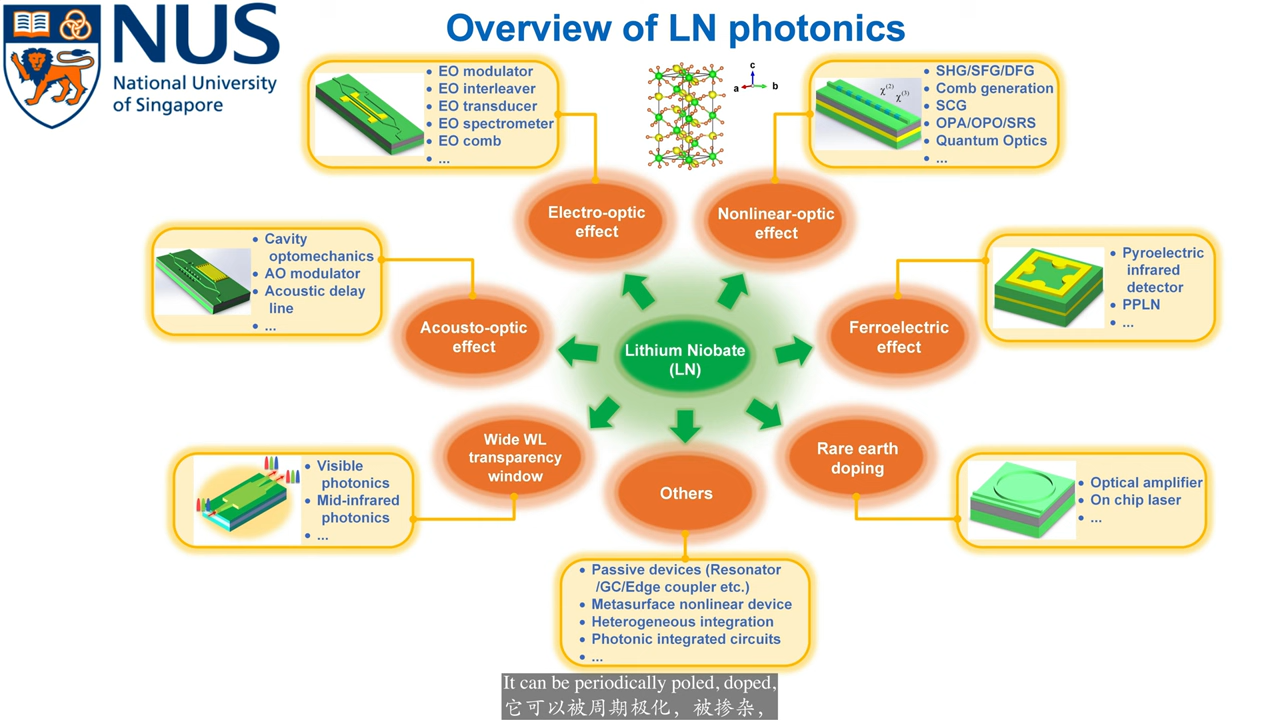 NUS
National University
of Singapore
Overview of LN photonics
• EO modulator
• EO interleaver
• EO transducer
• EO spectrometer
• EO comb
• ...
c
a
b
χ(2)
χ(3)
• SHG/SFG/DFG
• Comb generation
• SCG
• OPA/OPO/SRS
• Quantum Optics
• ...
Electro-optic
effect
Nonlinear-optic
effect
• Cavity
optomechanics
• AO modulator
• Acoustic delay
line
• ...
Acousto-optic
effect
Lithium Niobate
(LN)
Ferroelectric
effect
• Pyroelectric
infrared
detector
• PPLN
• ...
• Visible
photonics
• Mid-infrared
photonics
• ...
Wide WL
transparency
window
Others
Rare earth
doping
• Optical amplifier
• On chip laser
• ...
• Passive devices (Resonator
/GC/Edge coupler etc.)
• Metasurface nonlinear device
• Heterogeneous integration
• Photonic integrated circuits
• ...
It can be periodically poled, doped,
它可以被周期极化，被掺杂，